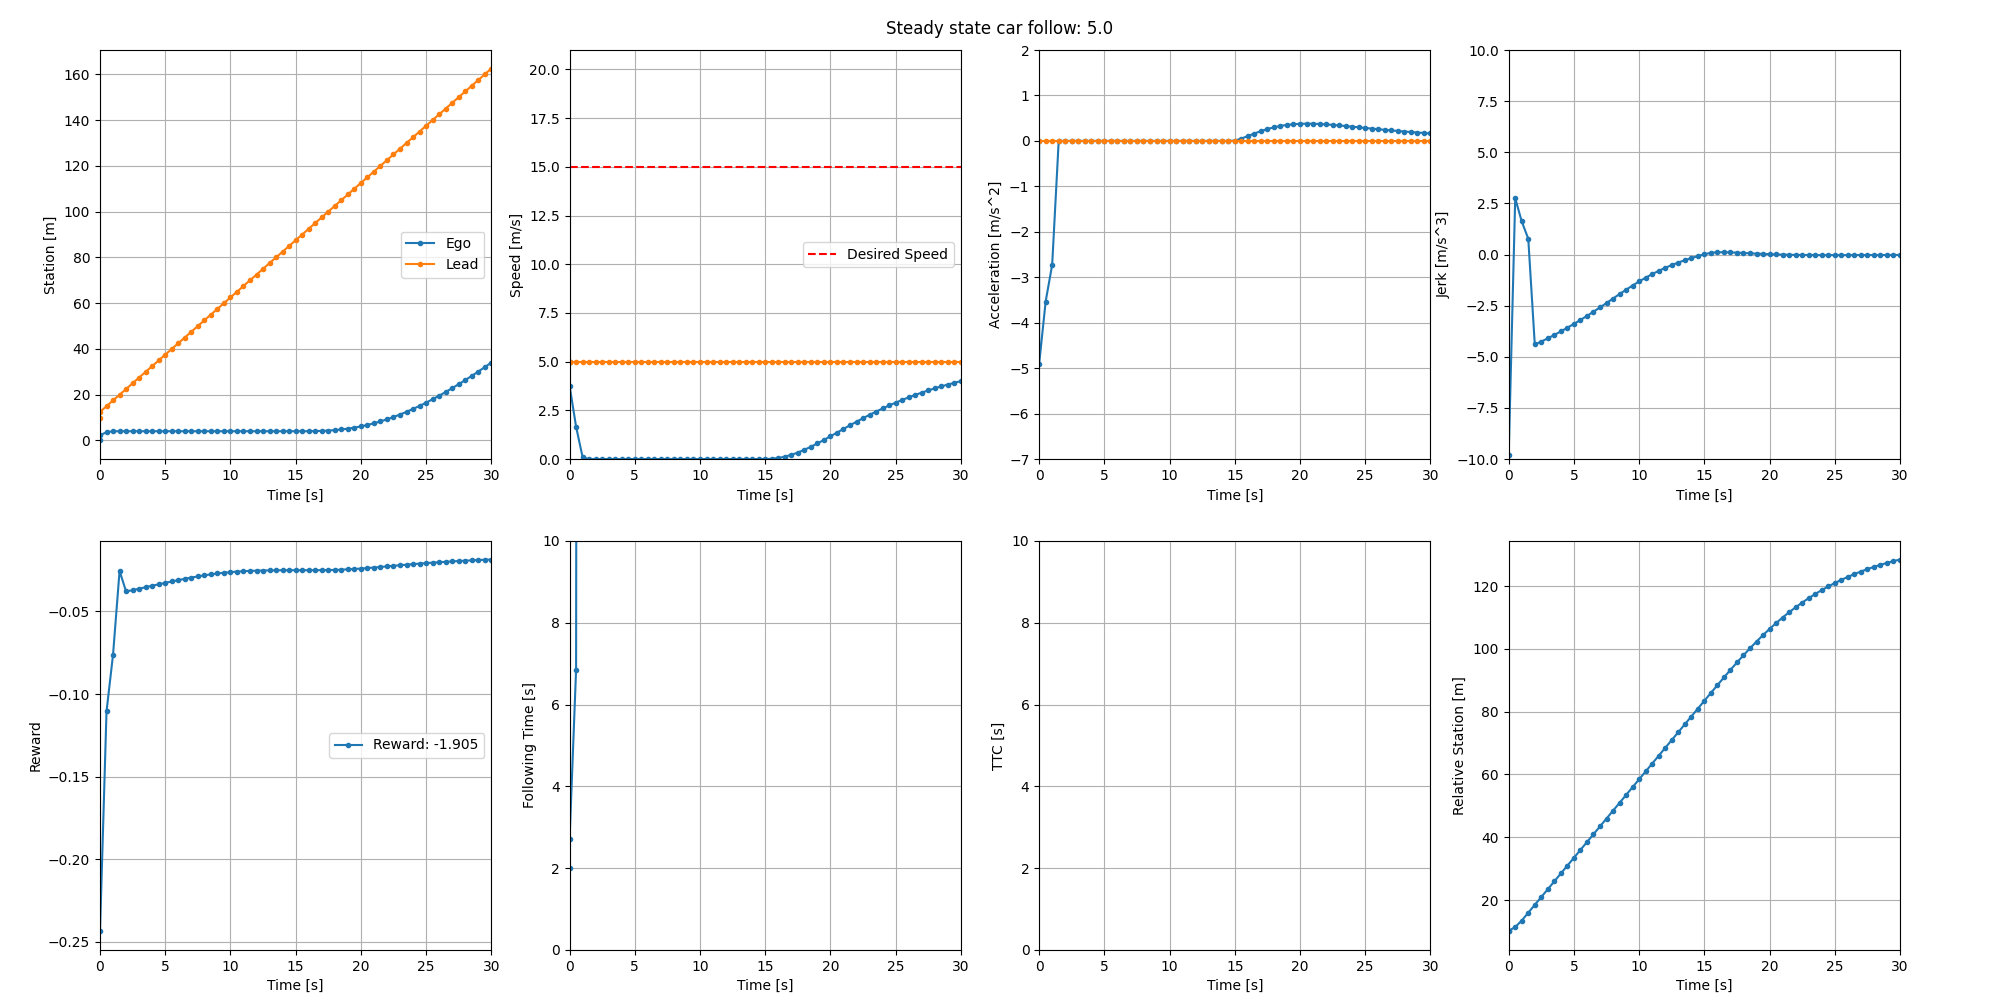 Steady state car follow: 5.0
160
140
120
100
80
60
40
20
0
Station [m]
Ego
Lead
0 5 10 15 20 25 30
Time [s]
20.0
17.5
15.0
12.5
10.0
7.5
5.0
2.5
0.0
Speed [m/s]
Desired Speed
0 5 10 15 20 25 30
Time [s]
2
1
0
−1
−2
−3
−4
−5
−6
−7
Acceleration [m/s^2]
0 5 10 15 20 25 30
Time [s]
10.0
7.5
5.0
2.5
0.0
−2.5
−5.0
−7.5
−10.0
Jerk [m/s^3]
0 5 10 15 20 25 30
Time [s]
−0.05
−0.10
−0.15
−0.20
−0.25
Reward
Reward: -1.905
0 5 10 15 20 25 30
Time [s]
10
8
6
4
2
0
Following Time [s]
0 5 10 15 20 25 30
Time [s]
10
8
6
4
2
0
TTC [s]
0 5 10 15 20 25 30
Time [s]
120
100
80
60
40
20
Relative Station [m]
0 5 10 15 20 25 30
Time [s]